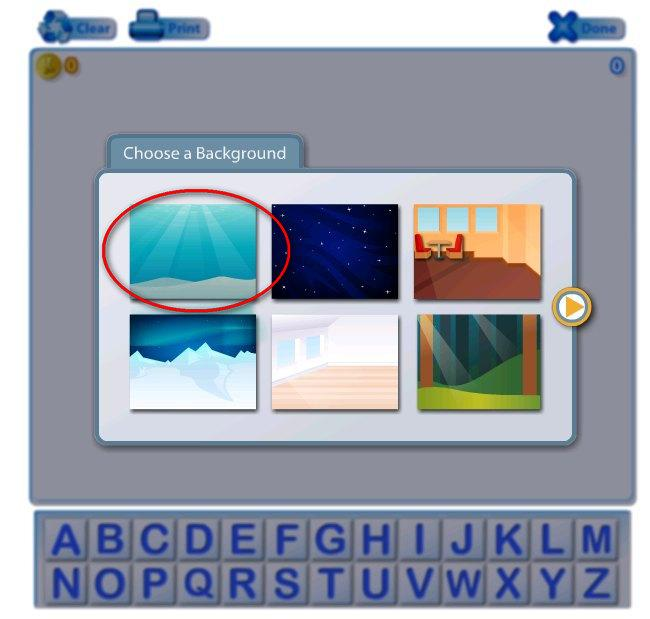 Clear Print Done
0 0
Choose a Background
A B C D E F G H I J K L M
N O P Q R S T U V W X Y Z